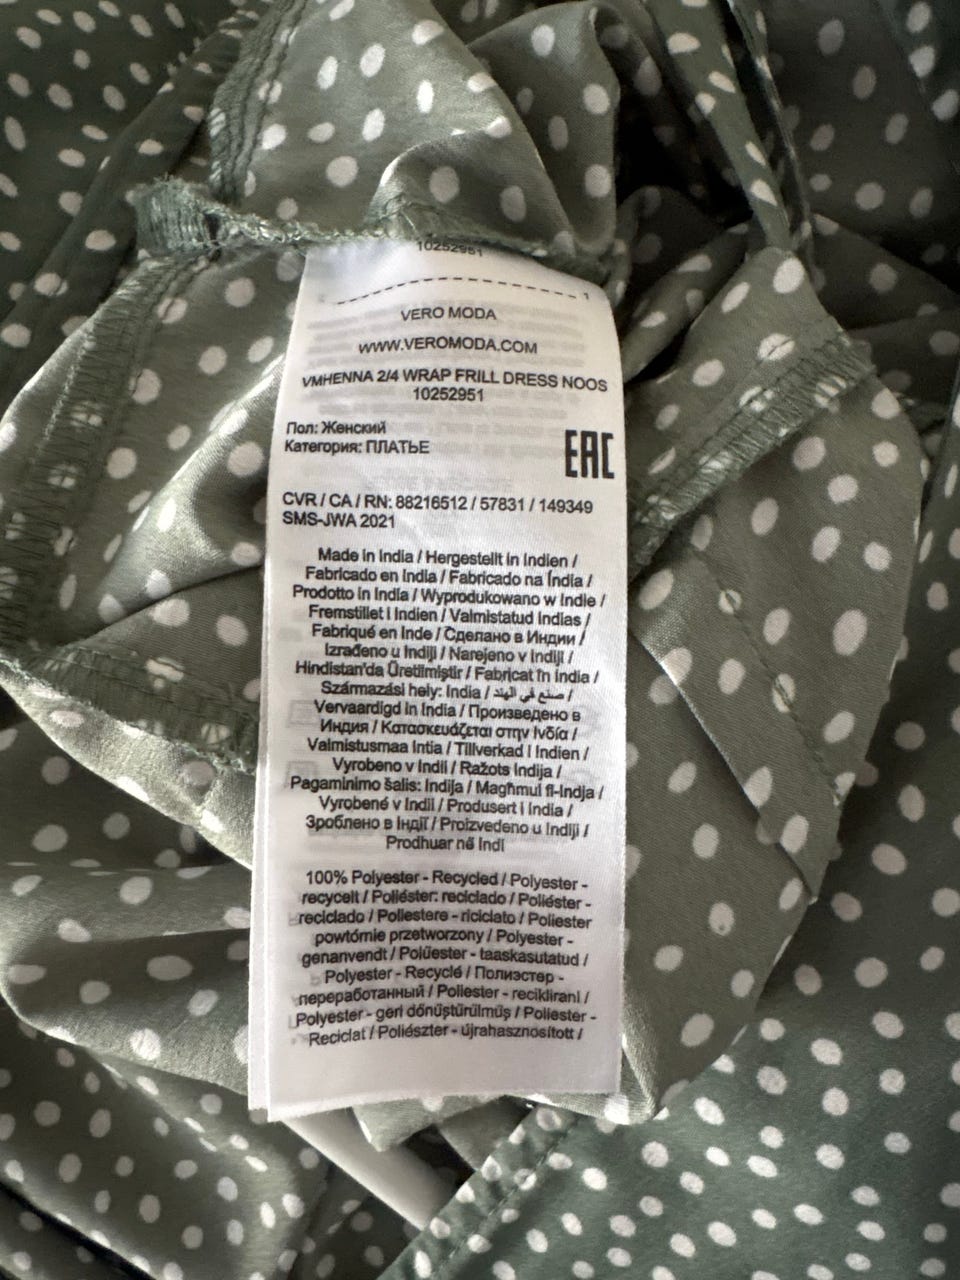 10252951
VERO MODA
WWW.VEROMODA.COM
VMHENNA 2/4 WRAP FRILL DRESS NOOS
10252951
Пол: Женский
Категория: ПЛАТЬЕ
EAC
CVR / CA / RN: 88216512 / 57831 / 149349
SMS-JWA 2021
Made in India / Hergestellt in Indien /
Fabricado en India / Fabricado na Índia /
Prodotto in India / Wyprodukowano w Indie /
Fremstillet i Indien / Valmistatud Indias /
Fabriqué en Inde / Сделано в Индии /
Izrađeno u Indiji / Narejeno v Indiji /
Hindistan'da Üretilmiştir / Fabricat în India /
Származási hely: India / صنع في الهند /
Vervaardigd in India / Произведено в
Индия / Κατασκευάζεται στην Ινδία /
Valmistusmaa Intia / Tillverkad i Indien /
Vyrobeno v Indii / Ražots Indija /
Pagaminimo šalis: Indija / Magħmul fl-Indja /
Vyrobené v Indii / Produsert i India /
Зроблено в Індії / Proizvedeno u Indiji /
Prodhuar në Indi
100% Polyester - Recycled / Polyester -
recycelt / Poliéster: reciclado / Poliéster -
reciclado / Poliestere - riciclato / Poliester
powtórnie przetworzony / Polyester -
genanvendt / Polüester - taaskasutatud /
Polyester - Recyclé / Полиэстер -
переработанный / Poliester - reciklirani /
Polyester - geri dönüştürülmüş / Poliester -
Reciclat / Poliészter - újrahasznosított /